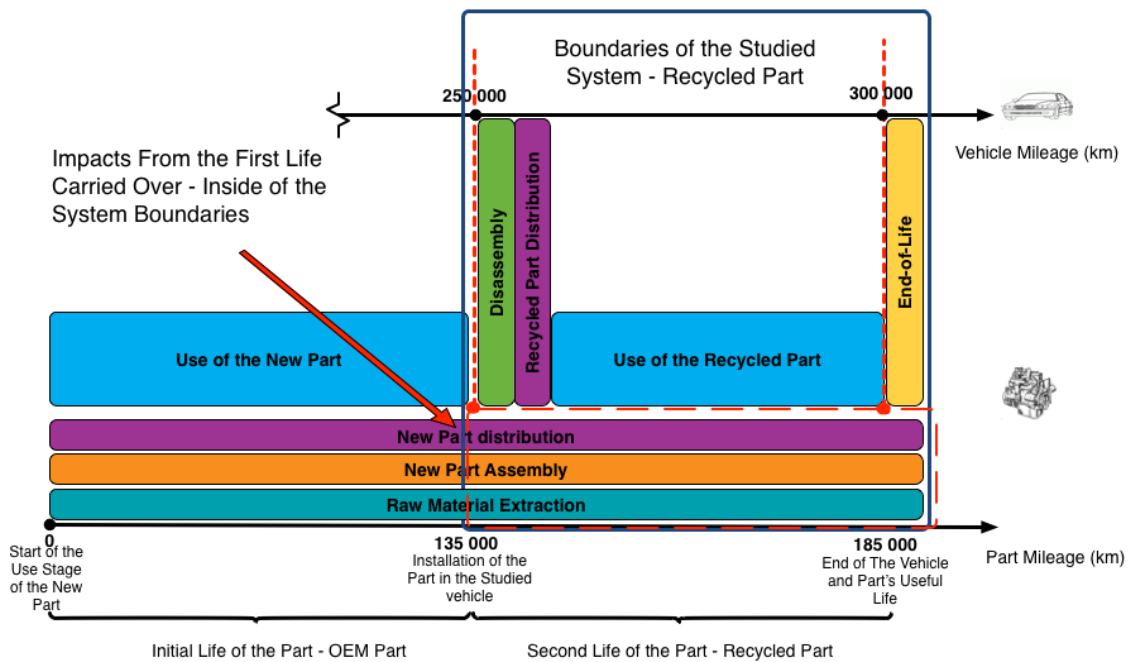 Boundaries of the Studied
System - Recycled Part
250 000
300 000
Vehicle Mileage (km)
Impacts From the First Life
Carried Over - Inside of the
System Boundaries
Disassembly
Recycled Part Distribution
End-of-Life
Use of the New Part
Use of the Recycled Part
New Part distribution
New Part Assembly
Raw Material Extraction
0
135 000
185 000
Part Mileage (km)
Start of the
Use Stage
of the New
Part
Installation of the
Part in the Studied
vehicle
End of The Vehicle
and Part's Useful
Life
Initial Life of the Part - OEM Part
Second Life of the Part - Recycled Part